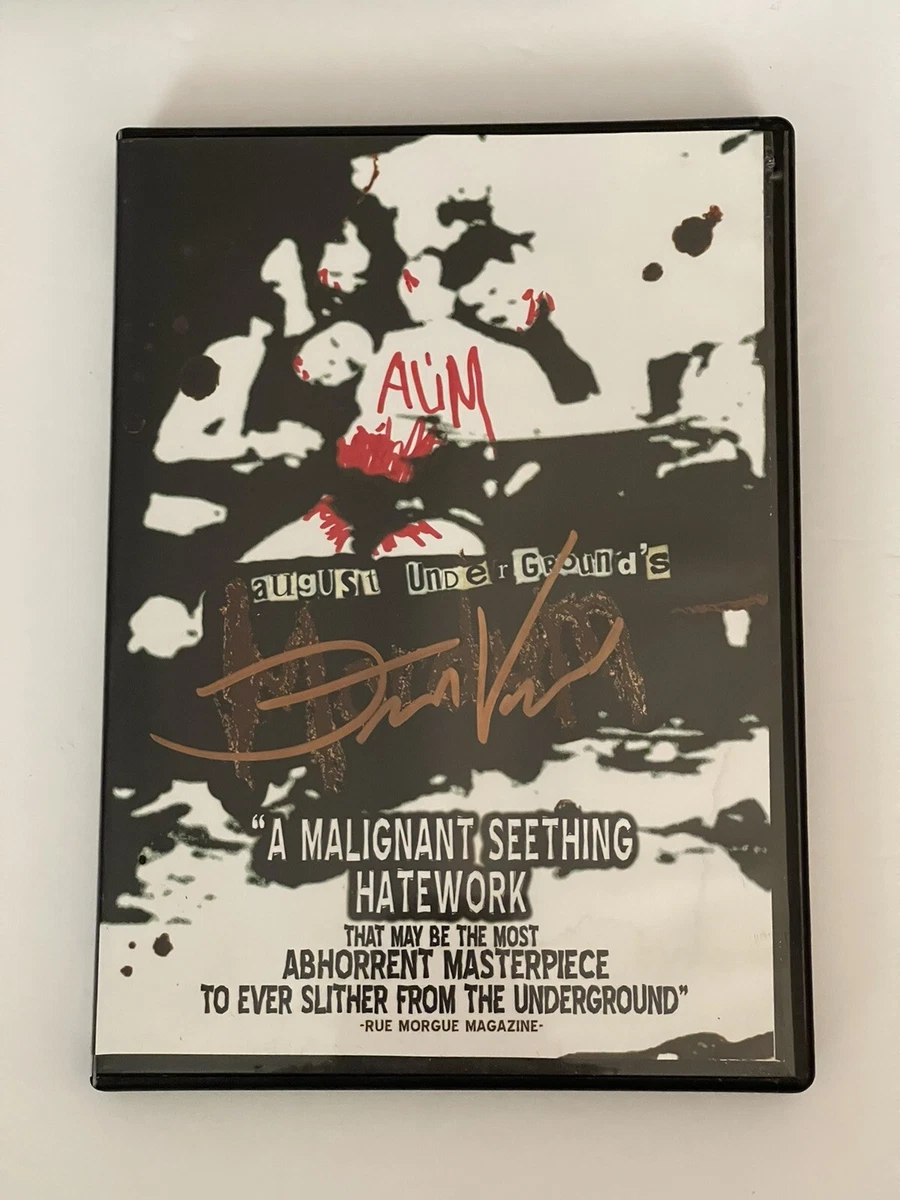 AUM
august UnderGround's
Mordum
"A MALIGNANT SEETHING
HATEWORK
THAT MAY BE THE MOST
ABHORRENT MASTERPIECE
TO EVER SLITHER FROM THE UNDERGROUND"
-RUE MORGUE MAGAZINE-